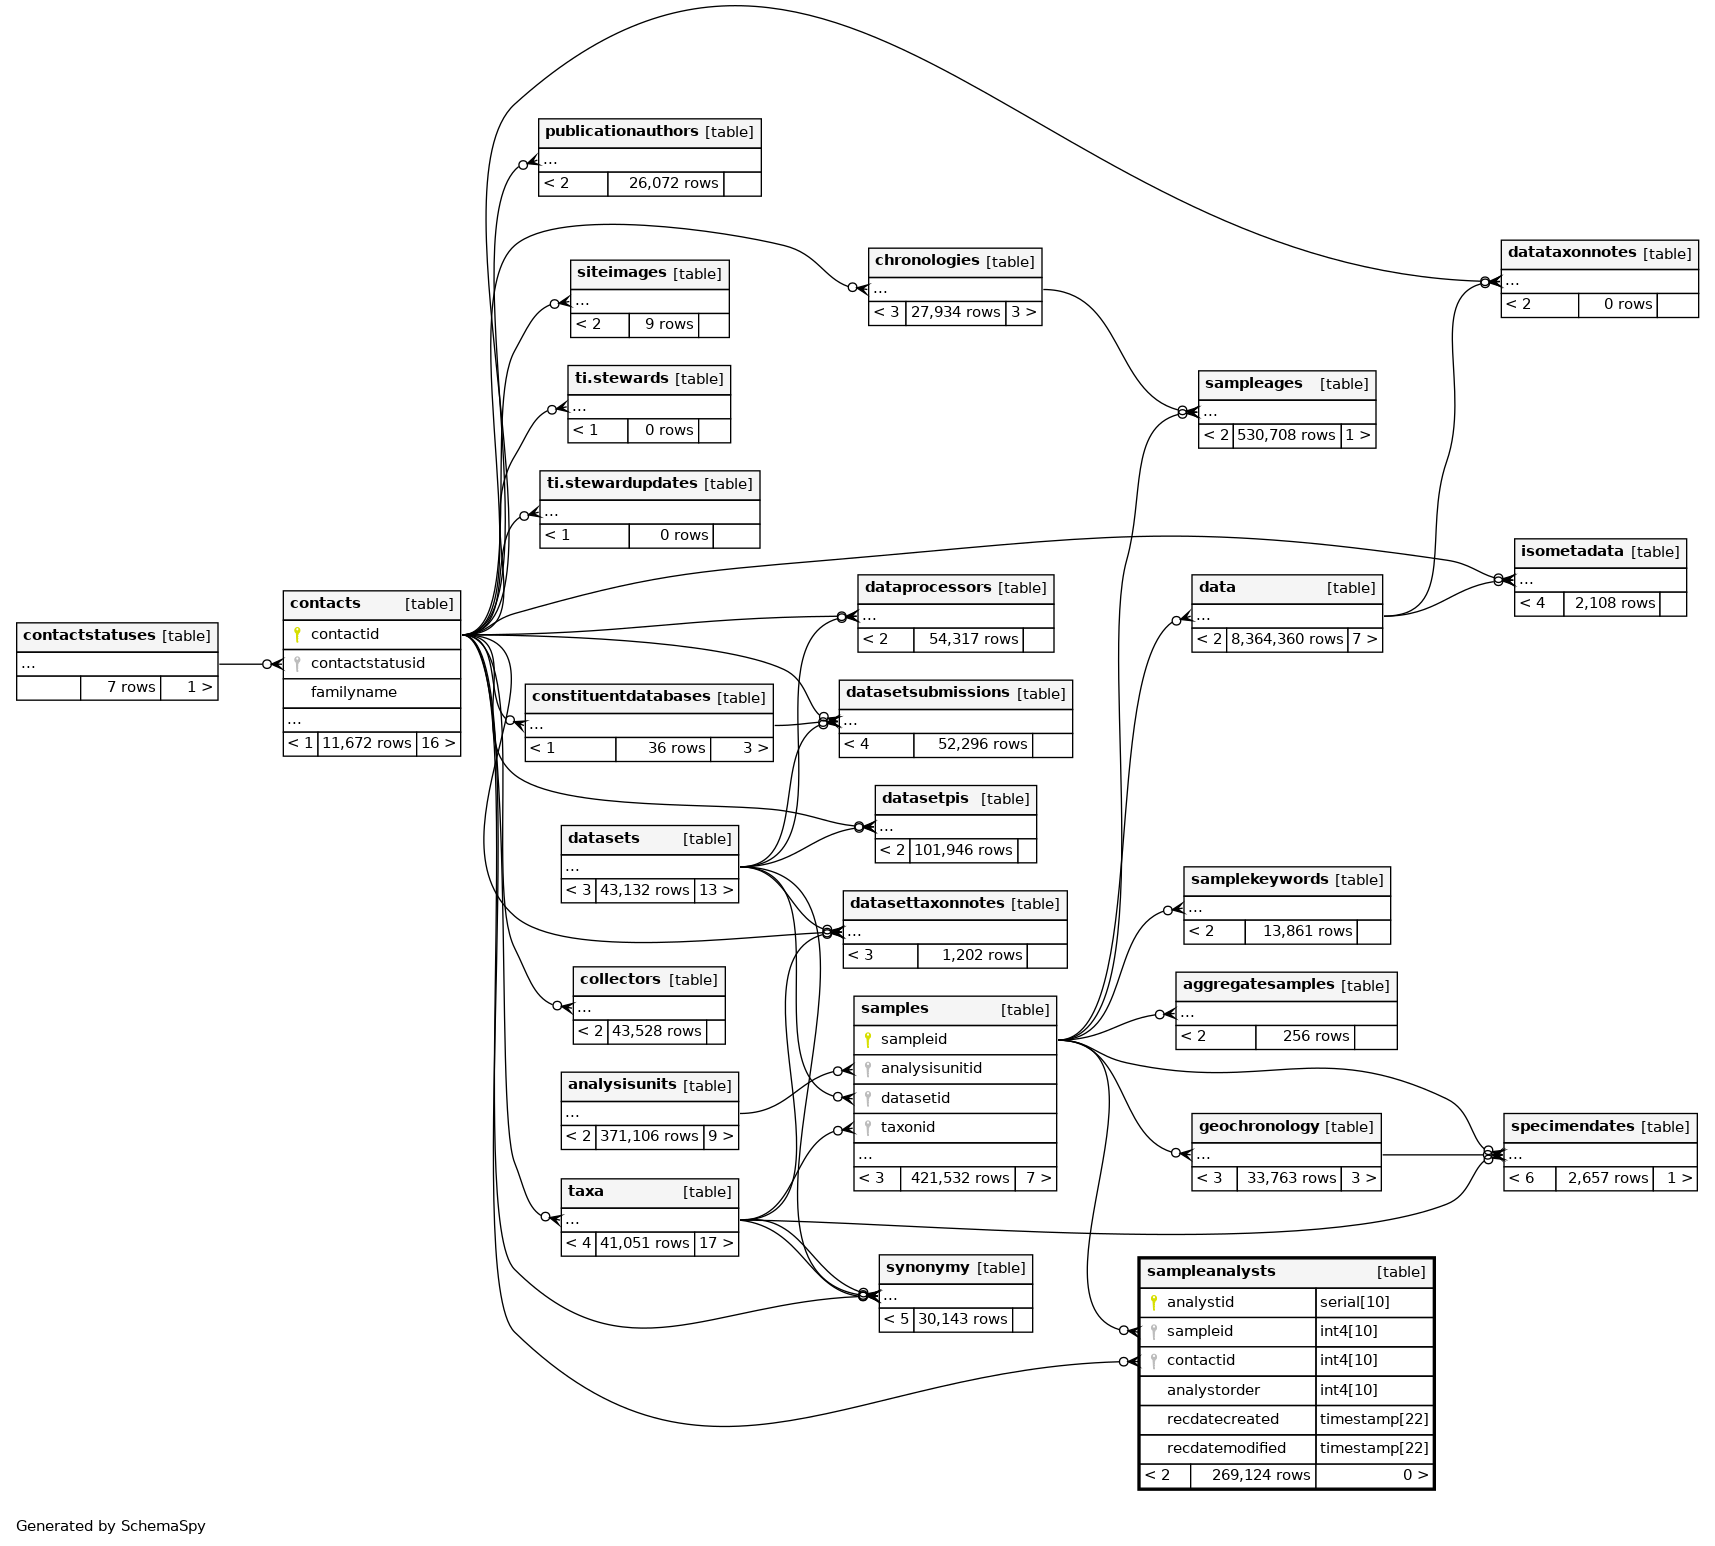 publicationauthors [table]
...
< 2 26,072 rows
siteimages [table]
...
< 2 9 rows
ti.stewards [table]
...
< 1 0 rows
ti.stewardupdates [table]
...
< 1 0 rows
chronologies [table]
...
< 3 27,934 rows 3 >
datataxonnotes [table]
...
< 2 0 rows
sampleages [table]
...
< 2 530,708 rows 1 >
isometadata [table]
...
< 4 2,108 rows
contactstatuses [table]
...
7 rows 1 >
contacts [table]
contactid
contactstatusid
familyname
...
< 1 11,672 rows 16 >
dataprocessors [table]
...
< 2 54,317 rows
data [table]
...
< 2 8,364,360 rows 7 >
constituentdatabases [table]
...
< 1 36 rows 3 >
datasetsubmissions [table]
...
< 4 52,296 rows
datasetpis [table]
...
< 2 101,946 rows
datasets [table]
...
< 3 43,132 rows 13 >
datasettaxonnotes [table]
...
< 3 1,202 rows
samplekeywords [table]
...
< 2 13,861 rows
collectors [table]
...
< 2 43,528 rows
aggregatesamples [table]
...
< 2 256 rows
samples [table]
sampleid
analysisunitid
datasetid
taxonid
...
< 3 421,532 rows 7 >
analysisunits [table]
...
< 2 371,106 rows 9 >
geochronology [table]
...
< 3 33,763 rows 3 >
specimendates [table]
...
< 6 2,657 rows 1 >
taxa [table]
...
< 4 41,051 rows 17 >
synonymy [table]
...
< 5 30,143 rows
sampleanalysts [table]
analystid serial[10]
sampleid int4[10]
contactid int4[10]
analystorder int4[10]
recdatecreated timestamp[22]
recdatemodified timestamp[22]
< 2 269,124 rows 0 >
Generated by SchemaSpy